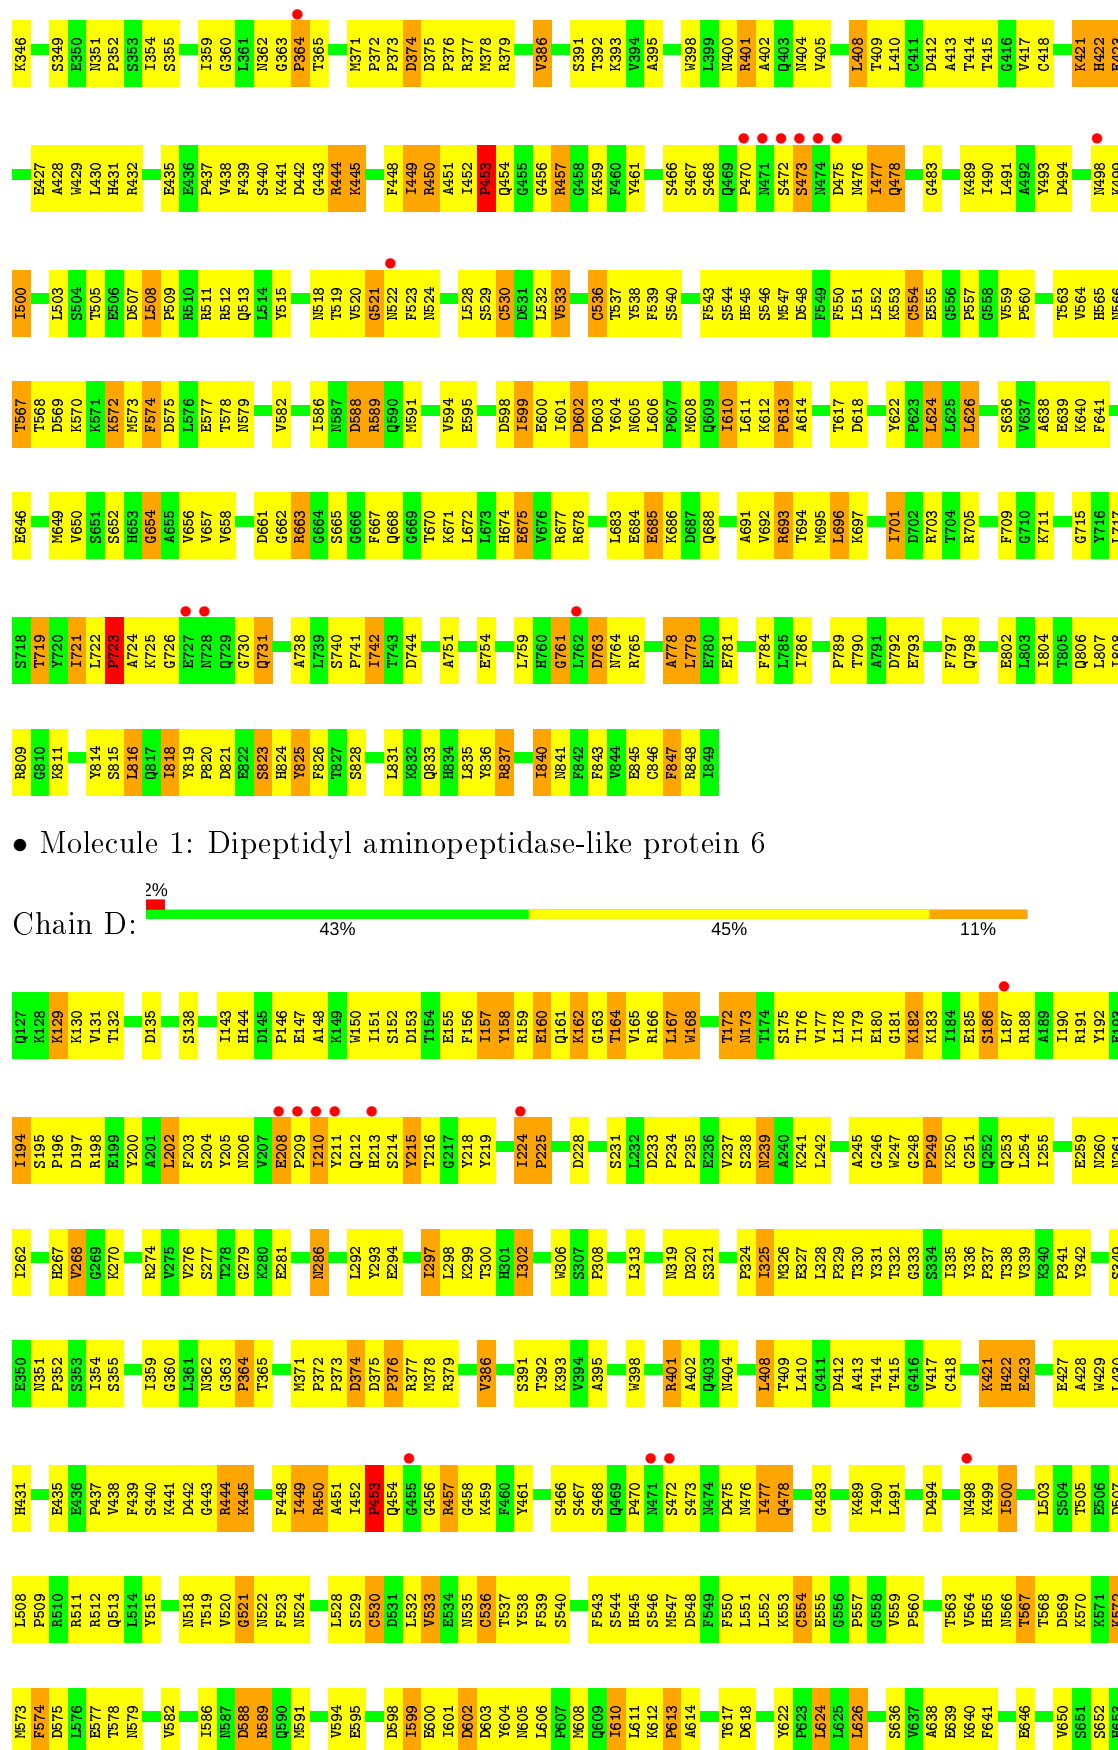 K346 S349 E350 N351 P352 S353 I354 S355 I359 G360 L361 N362 G363 P364 T365 M371 P372 P373 D374 D375 P376 R377 M378 R379 V386 S391 T392 K393 V394 A395 W398 L399 N400 R401 A402 Q403 N404 V405 L408 T409 L410 C411 D412 A413 T414 T415 G416 V417 C418 K421 H422 E423
E427 A428 W429 L430 H431 R432 E435 E436 P437 V438 F439 S440 K441 D442 G443 R444 K445 F448 I449 R450 A451 I452 P453 Q454 G455 G456 R457 G458 K459 F460 Y461 S466 S467 S468 Q469 P470 N471 S472 S473 N474 D475 N476 I477 Q478 G483 K489 I490 L491 A492 Y493 D494 N498 K499
I500 L503 S504 T505 E506 D507 L508 P509 R510 R511 R512 Q513 L514 Y515 N518 T519 V520 G521 N522 F523 N524 L528 S529 C530 D531 L532 V533 C536 T537 Y538 F539 S540 F543 S544 H545 S546 M547 D548 F549 F550 L551 L552 K553 C554 E555 G556 P557 G558 V559 P560 T563 V564 H565 N566
T567 T568 D569 K570 K571 K572 M573 F574 D575 L576 E577 T578 N579 V582 I586 N587 D588 R589 Q590 M591 V594 E595 D598 I599 E600 I601 D602 D603 Y604 N605 L606 P607 M608 Q609 I610 L611 K612 P613 A614 T617 D618 Y622 P623 L624 L625 L626 S636 V637 A638 E639 K640 F641
E646 M649 V650 S651 S652 H653 G654 A655 V656 V657 V658 D661 G662 R663 G664 S665 G666 F667 Q668 G669 T670 K671 L672 L673 H674 E675 V676 R677 R678 L683 E684 E685 K686 D687 Q688 A691 V692 R693 T694 M695 L696 K697 I701 D702 R703 T704 R705 F709 G710 K711 G715 Y716 L717
S718 T719 Y720 I721 L722 P723 A724 K725 G726 E727 N728 Q729 G730 Q731 A738 L739 S740 P741 I742 T743 D744 A751 E754 L759 H760 G761 L762 D763 N764 R765 A778 L779 E780 E781 F784 L785 I786 P789 T790 A791 D792 E793 F797 Q798 E802 L803 I804 T805 Q806 L807 I808
R809 G810 K811 Y814 S815 L816 Q817 I818 Y819 P820 D821 E822 S823 H824 Y825 F826 T827 S828 L831 K832 Q833 H834 L835 Y836 R837 I840 N841 F842 F843 V844 E845 C846 F847 R848 I849
● Molecule 1: Dipeptidyl aminopeptidase-like protein 6
2%
Chain D:
43% 45% 11%
Q127 K128 K129 K130 V131 T132 D135 S138 I143 H144 D145 P146 E147 A148 K149 W150 I151 S152 D153 T154 E155 F156 I157 Y158 R159 E160 Q161 K162 G163 T164 V165 R166 L167 W168 T172 N173 T174 S175 T176 V177 L178 I179 E180 G181 K182 K183 I184 E185 S186 L187 R188 A189 I190 R191 Y192 E193
I194 S195 P196 D197 R198 E199 Y200 A201 L202 F203 S204 Y205 N206 V207 E208 P209 I210 Y211 Q212 H213 S214 Y215 T216 G217 Y218 Y219 I224 P225 D228 S231 L232 D233 P234 P235 E236 V237 S238 N239 A240 K241 L242 A245 G246 W247 G248 P249 K250 G251 Q252 Q253 L254 I255 E259 N260 N261
I262 H267 V268 G269 K270 R274 V275 V276 S277 T278 G279 K280 E281 N286 L292 Y293 E294 I297 L298 K299 T300 H301 I302 W306 S307 P308 L313 N319 D320 S321 P324 I325 M326 E327 L328 P329 T330 Y331 T332 G333 S334 I335 Y336 P337 T338 V339 K340 P341 Y342 S349
E350 N351 P352 S353 I354 S355 I359 G360 L361 N362 G363 P364 T365 M371 P372 P373 D374 D375 P376 R377 M378 R379 V386 S391 T392 K393 V394 A395 W398 R401 A402 Q403 N404 L408 T409 L410 C411 D412 A413 T414 T415 G416 V417 C418 K421 H422 E423 E427 A428 W429 L430
H431 E435 E436 P437 V438 F439 S440 K441 D442 G443 R444 K445 F448 I449 R450 A451 I452 P453 Q454 G455 G456 R457 G458 K459 F460 Y461 S466 S467 S468 Q469 P470 N471 S472 S473 N474 D475 N476 I477 Q478 G483 K489 I490 L491 D494 N498 K499 I500 L503 S504 T505 E506 D507
L508 P509 R510 R511 R512 Q513 L514 Y515 N518 T519 V520 G521 N522 F523 N524 L528 S529 C530 D531 L532 V533 E534 N535 C536 T537 Y538 F539 S540 F543 S544 H545 S546 M547 D548 F549 F550 L551 L552 K553 C554 E555 G556 P557 G558 V559 P560 T563 V564 H565 N566 T567 T568 D569 K570 K571 K572
M573 F574 D575 L576 E577 T578 N579 V582 I586 N587 D588 R589 Q590 M591 V594 E595 D598 I599 E600 I601 D602 D603 Y604 N605 L606 P607 M608 Q609 I610 L611 K612 P613 A614 T617 D618 Y622 P623 L624 L625 L626 S636 V637 A638 E639 K640 F641 E646 V650 S651 S652 H653